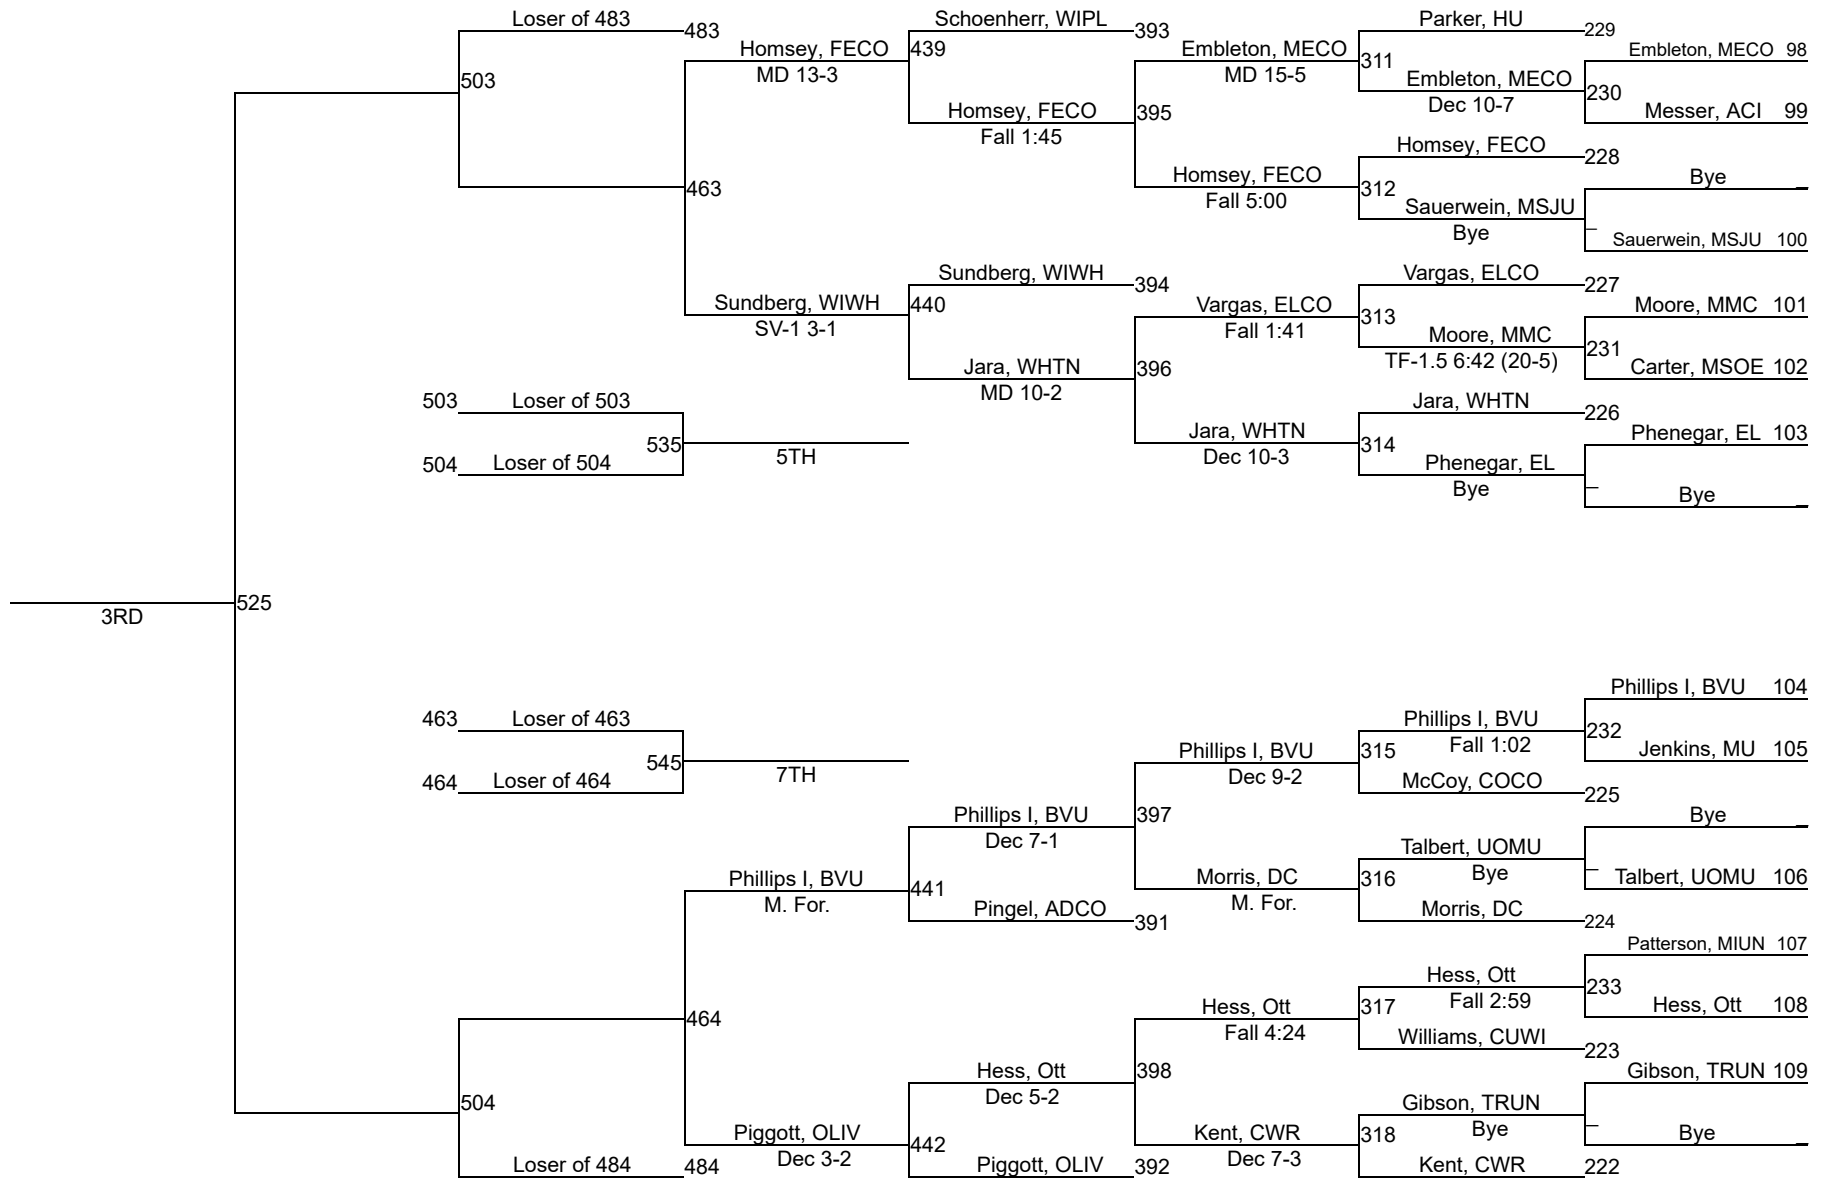 Loser of 483
483
Schoenherr, WIPL
393
Parker, HU
229
Homsey, FECO
439
Embleton, MECO
311
Embleton, MECO 98
MD 13-3
MD 15-5
503
Embleton, MECO
230
Dec 10-7
Homsey, FECO
395
Messer, ACI 99
Fall 1:45
Homsey, FECO
228
Homsey, FECO
312
Bye _
463
Fall 5:00
Sauerwein, MSJU
_
Bye
Sauerwein, MSJU 100
Sundberg, WIWH
394
Vargas, ELCO
227
Sundberg, WIWH
440
Vargas, ELCO
313
Moore, MMC 101
SV-1 3-1
Fall 1:41
Moore, MMC
231
TF-1.5 6:42 (20-5)
Jara, WHTN
396
Carter, MSOE 102
MD 10-2
503
Loser of 503
Jara, WHTN
226
535
Jara, WHTN
314
Phenegar, EL 103
5TH
Dec 10-3
504
Loser of 504
Phenegar, EL
_
Bye
Bye _
525
3RD
Phillips I, BVU 104
463
Loser of 463
Phillips I, BVU
232
Fall 1:02
545
Phillips I, BVU
315
Jenkins, MU 105
7TH
Dec 9-2
464
Loser of 464
McCoy, COCO
225
Phillips I, BVU
397
Bye _
Dec 7-1
Talbert, UOMU
_
Bye
Phillips I, BVU
441
Morris, DC
316
Talbert, UOMU 106
M. For.
M. For.
Pingel, ADCO
391
Morris, DC
224
Patterson, MIUN 107
Hess, Ott
233
Fall 2:59
464
Hess, Ott
317
Hess, Ott 108
Fall 4:24
Williams, CUWI
223
Hess, Ott
398
Gibson, TRUN 109
Dec 5-2
504
Gibson, TRUN
_
Bye
Piggott, OLIV
442
Kent, CWR
318
Bye _
Dec 3-2
Dec 7-3
Loser of 484
484
Piggott, OLIV
392
Kent, CWR
222